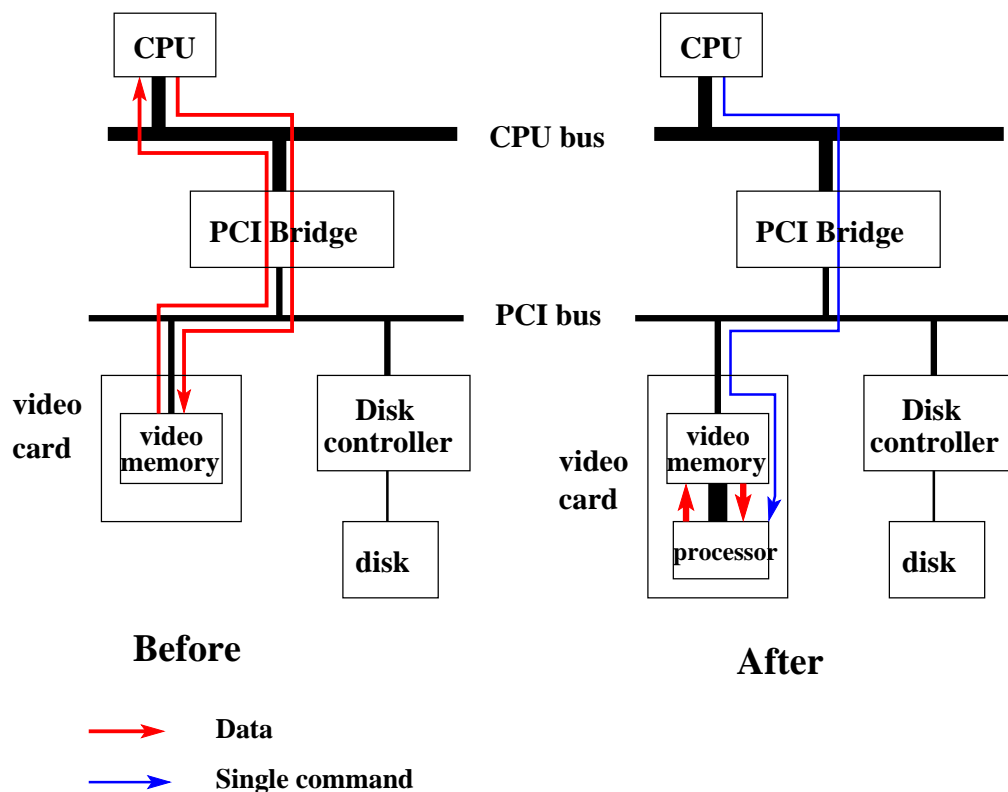 CPU
CPU
CPU bus
PCI Bridge
PCI Bridge
PCI bus
video
card
video
memory
Disk
controller
disk
video
card
video
memory
processor
Disk
controller
disk
Before
After
Data
Single command